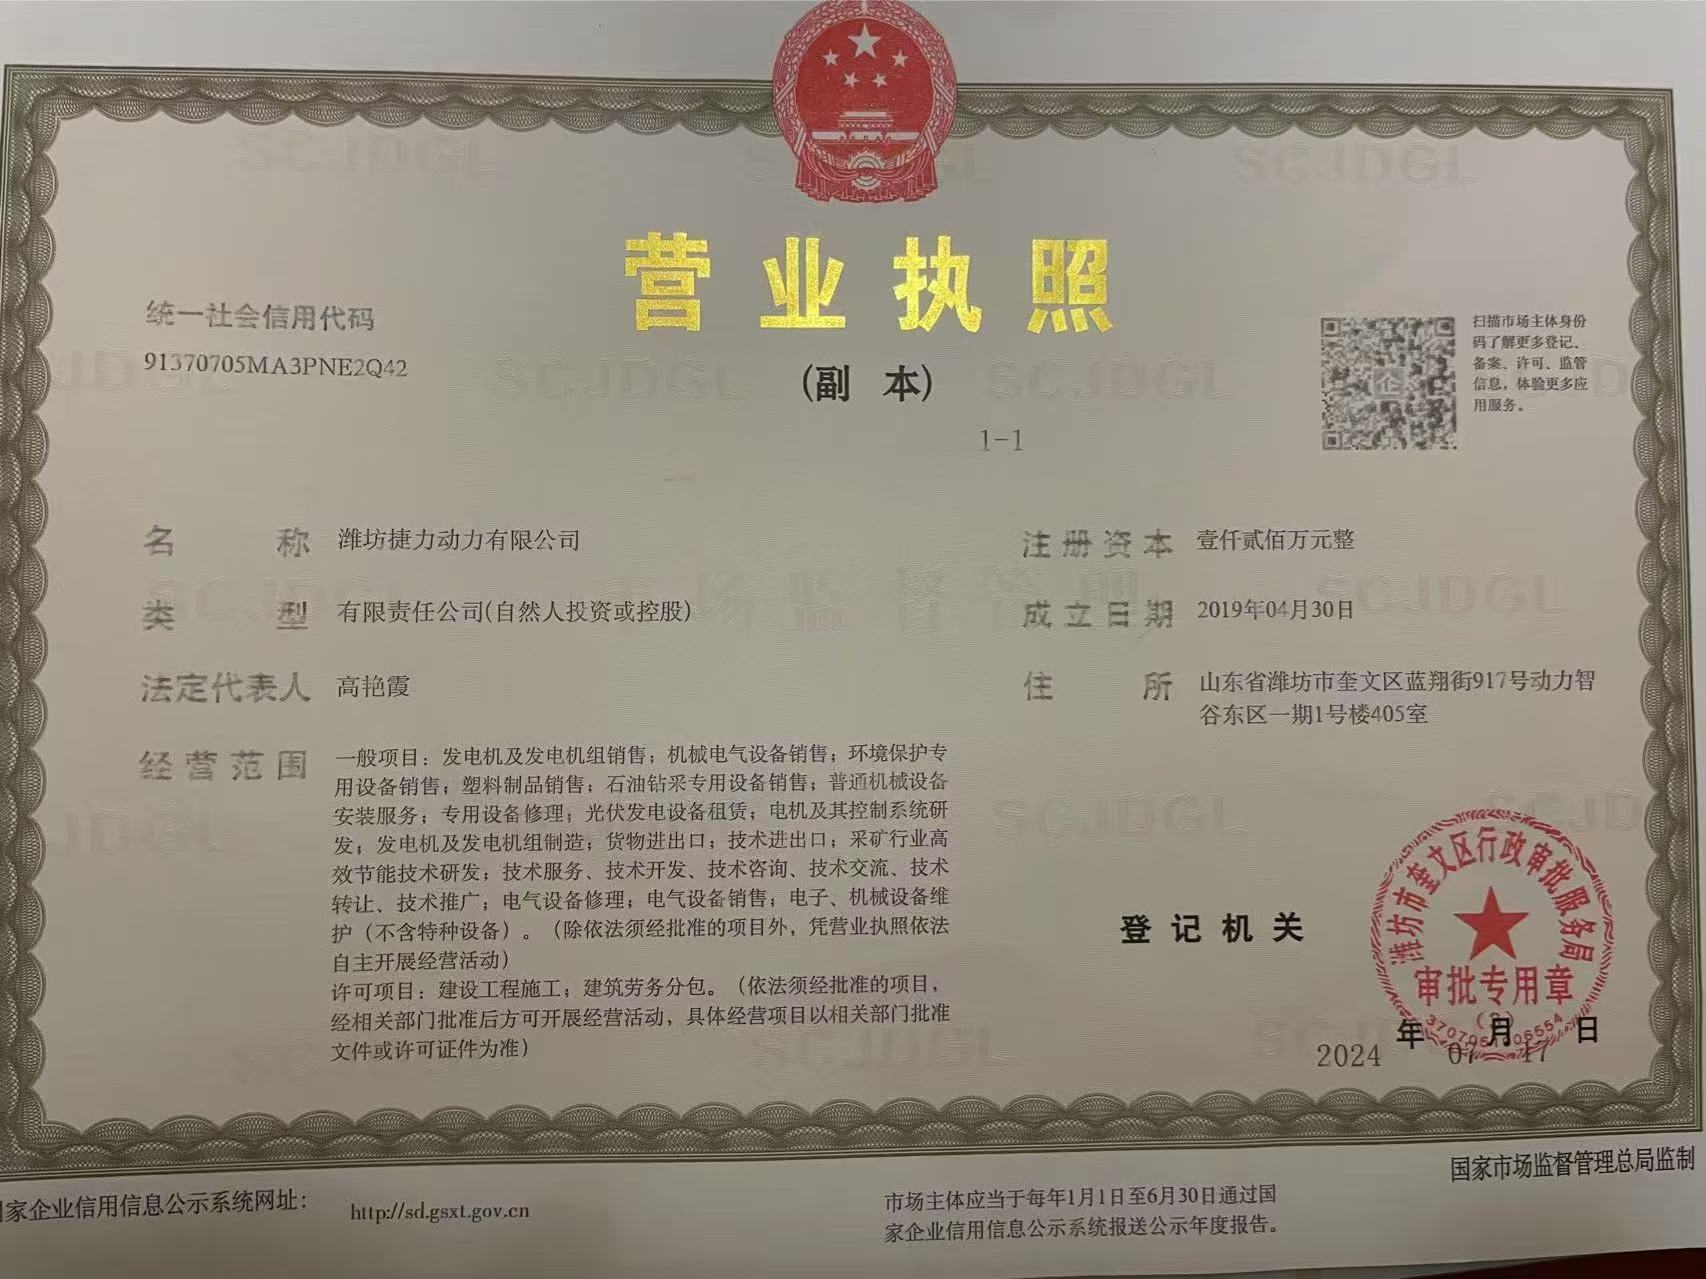 营业执照
(副 本)
1-1
统一社会信用代码
91370705MA3PNE2Q42
扫描市场主体身份
码了解更多登记、
备案、许可、监管
信息，体验更多应
用服务。
名 称 潍坊捷力动力有限公司
类 型 有限责任公司(自然人投资或控股)
法定代表人 高艳霞
经营范围 一般项目：发电机及发电机组销售；机械电气设备销售；环境保护专
用设备销售；塑料制品销售；石油钻采专用设备销售；普通机械设备
安装服务；专用设备修理；光伏发电设备租赁；电机及其控制系统研
发；发电机及发电机组制造；货物进出口；技术进出口；采矿行业高
效节能技术研发；技术服务、技术开发、技术咨询、技术交流、技术
转让、技术推广；电气设备修理；电气设备销售；电子、机械设备维
护（不含特种设备）。（除依法须经批准的项目外，凭营业执照依法
自主开展经营活动）
许可项目：建设工程施工；建筑劳务分包。（依法须经批准的项目，
经相关部门批准后方可开展经营活动，具体经营项目以相关部门批准
文件或许可证件为准）
注册资本 壹仟贰佰万元整
成立日期 2019年04月30日
住 所 山东省潍坊市奎文区蓝翔街917号动力智
谷东区一期1号楼405室
登记机关
潍坊市奎文区行政审批服务局
审批专用章
2024 年 07 月 17 日
家企业信用信息公示系统网址：
http://sd.gsxt.gov.cn
市场主体应当于每年1月1日至6月30日通过国
家企业信用信息公示系统报送公示年度报告。
国家市场监督管理总局监制
SCJDGL